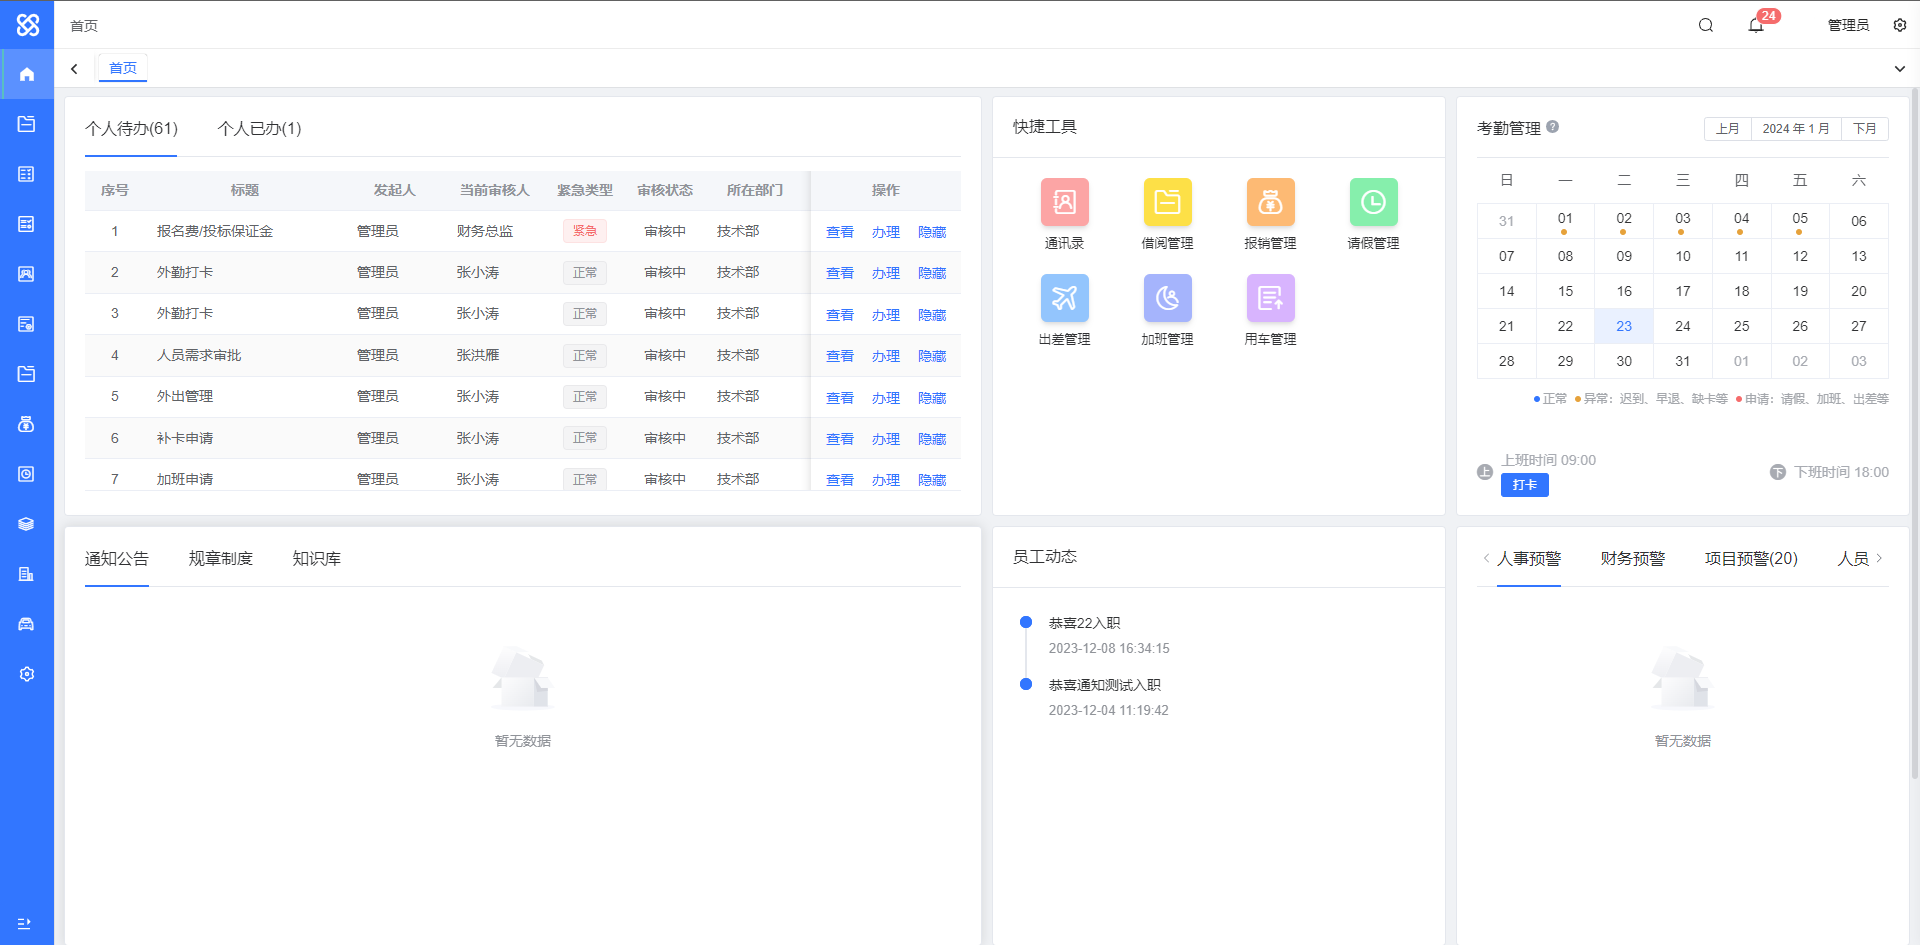 首页
24
管理员
首页
个人待办(61) 个人已办(1)
序号 标题 发起人 当前审核人 紧急类型 审核状态 所在部门 操作
1 报名费/投标保证金 管理员 财务总监 紧急 审核中 技术部 查看 办理 隐藏
2 外勤打卡 管理员 张小涛 正常 审核中 技术部 查看 办理 隐藏
3 外勤打卡 管理员 张小涛 正常 审核中 技术部 查看 办理 隐藏
4 人员需求审批 管理员 张洪雁 正常 审核中 技术部 查看 办理 隐藏
5 外出管理 管理员 张小涛 正常 审核中 技术部 查看 办理 隐藏
6 补卡申请 管理员 张小涛 正常 审核中 技术部 查看 办理 隐藏
7 加班申请 管理员 张小涛 正常 审核中 技术部 查看 办理 隐藏
快捷工具
通讯录 借阅管理 报销管理 请假管理
出差管理 加班管理 用车管理
考勤管理 ? 上月 2024 年 1 月 下月
日 一 二 三 四 五 六
31 01 02 03 04 05 06
07 08 09 10 11 12 13
14 15 16 17 18 19 20
21 22 23 24 25 26 27
28 29 30 31 01 02 03
正常 异常：迟到、早退、缺卡等 申请：请假、加班、出差等
上 上班时间 09:00 下 下班时间 18:00
打卡
通知公告 规章制度 知识库
暂无数据
员工动态
恭喜22入职
2023-12-08 16:34:15
恭喜通知测试入职
2023-12-04 11:19:42
人事预警 财务预警 项目预警(20) 人员
暂无数据